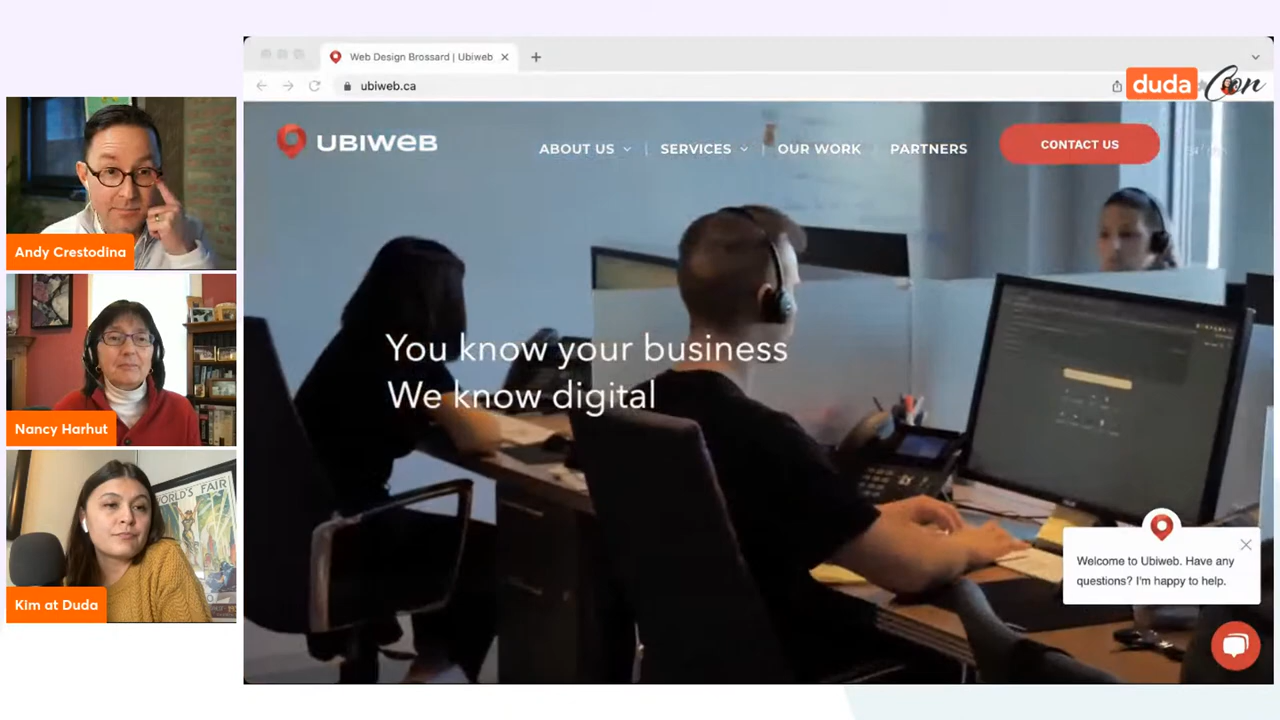 Web Design Brossard | Ubiweb
ubiweb.ca
duda Con
UBIWEB
ABOUT US
SERVICES
OUR WORK
PARTNERS
CONTACT US
You know your business
We know digital
Welcome to Ubiweb. Have any
questions? I'm happy to help.
Andy Crestodina
Nancy Harhut
WORLD'S FAIR
Kim at Duda